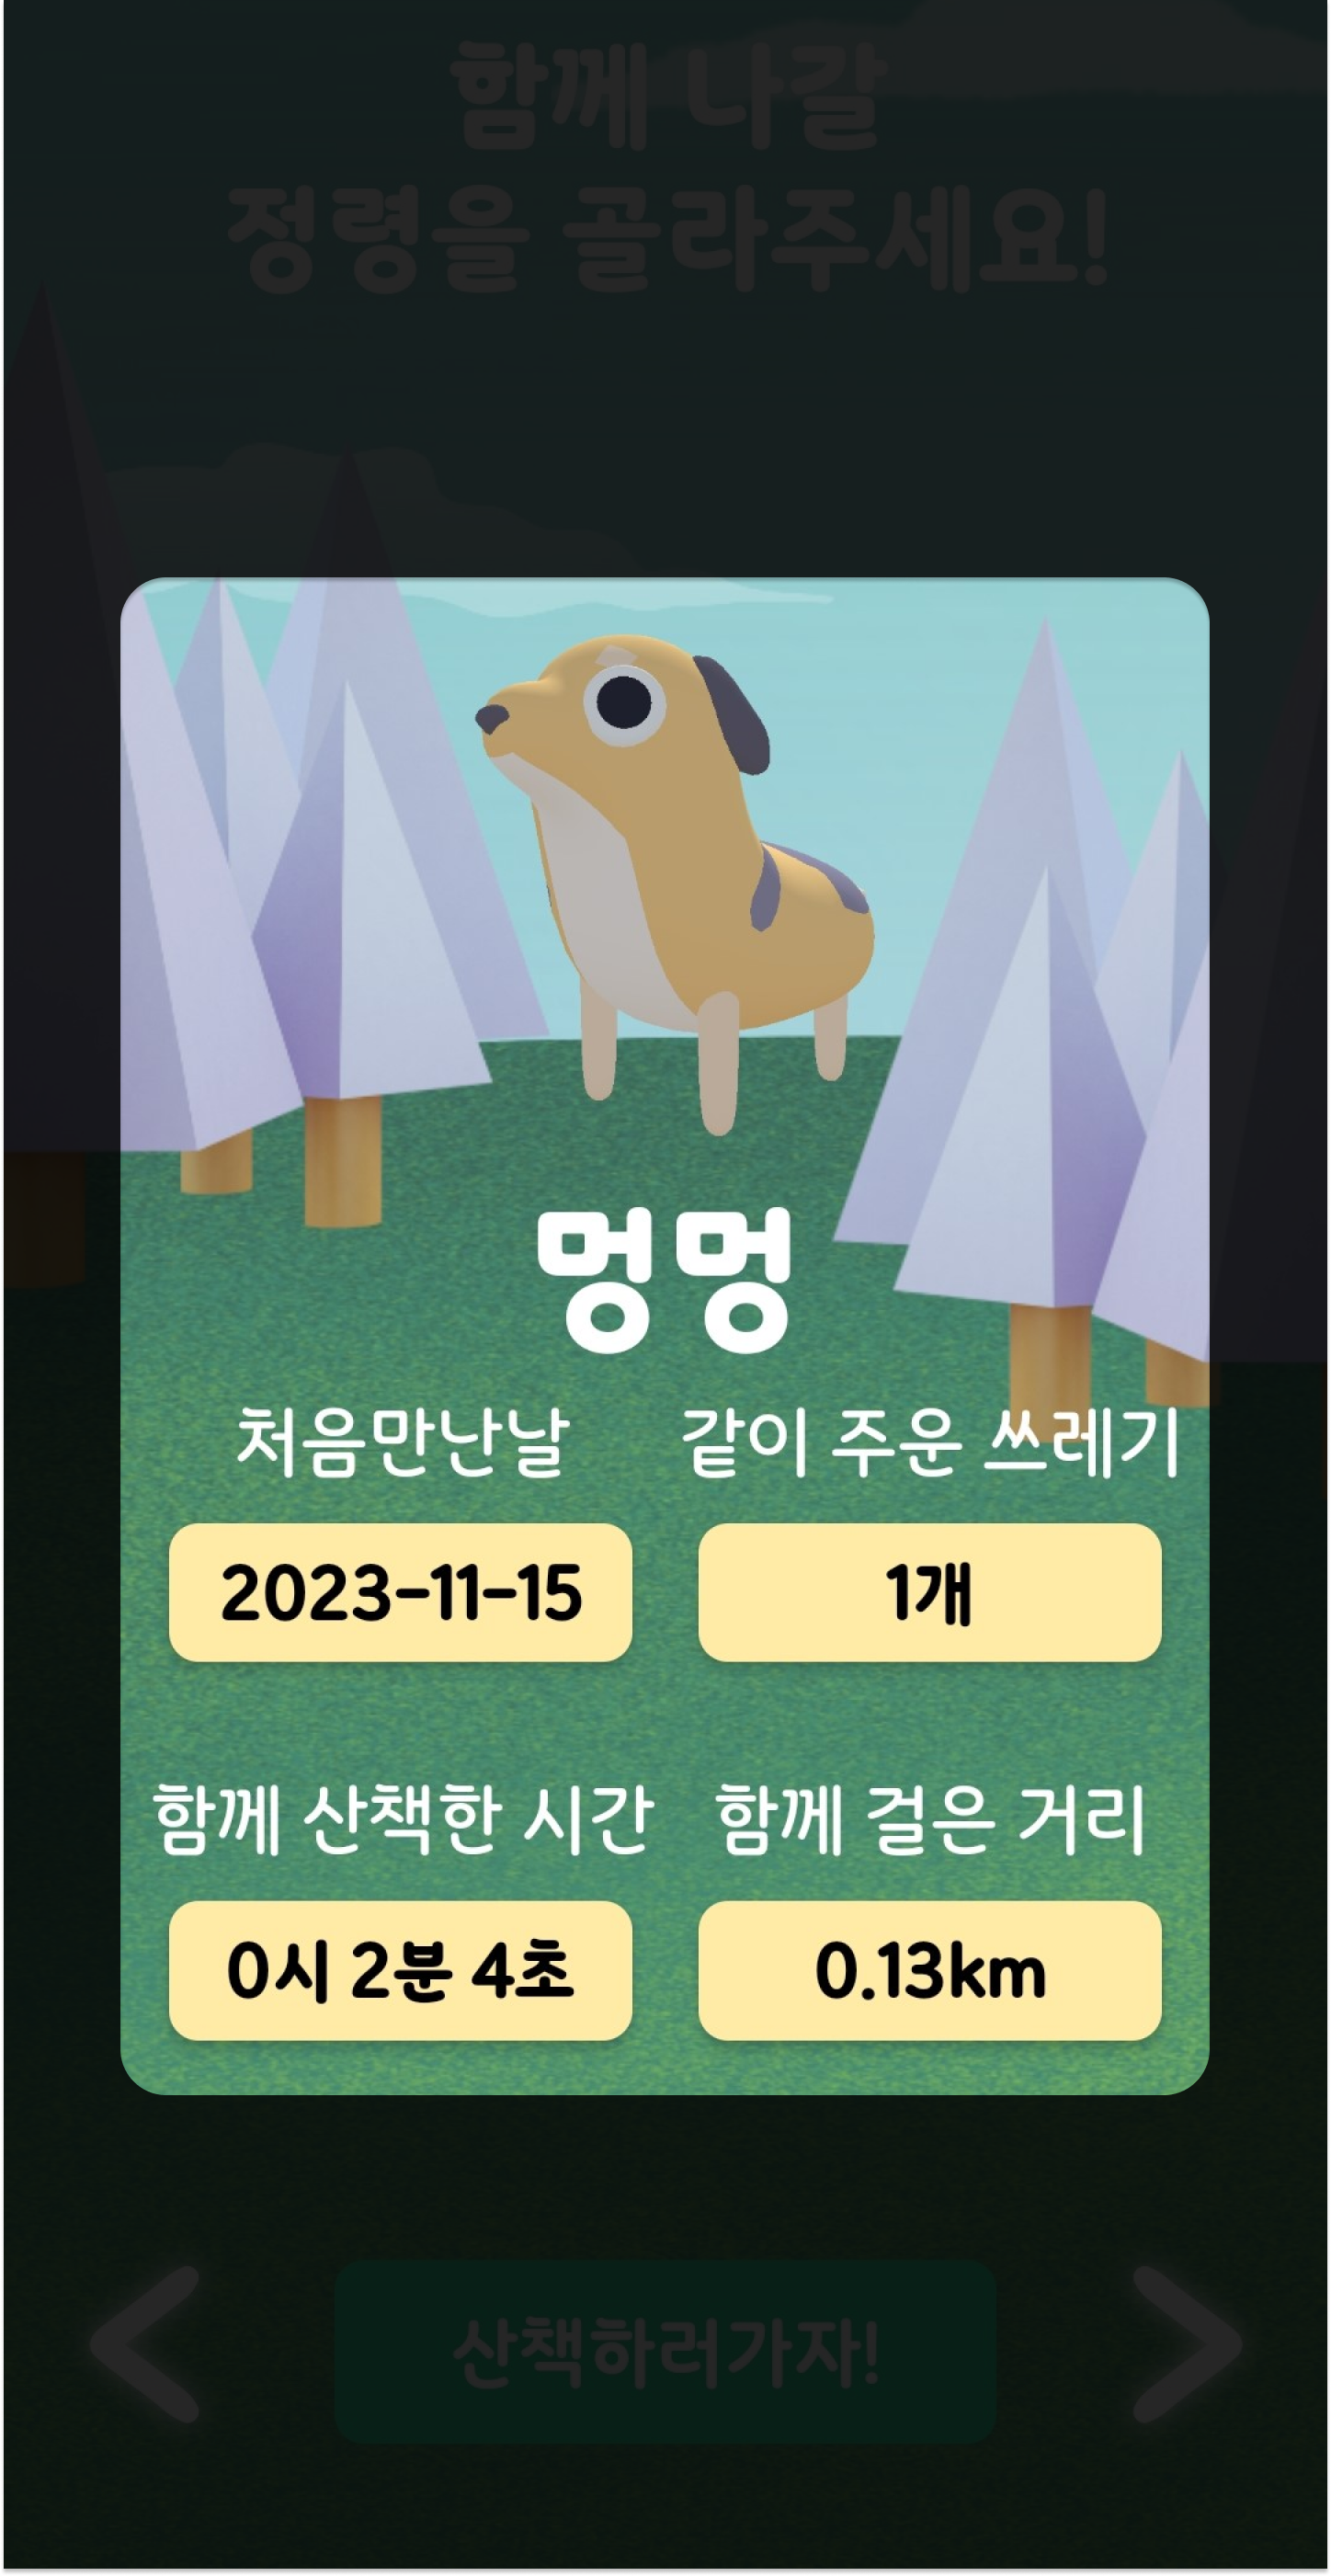 함께 나갈
정령을 골라주세요!
멍멍
처음만난날 같이 주운 쓰레기
2023-11-15 1개
함께 산책한 시간 함께 걸은 거리
0시 2분 4초 0.13km
산책하러가자!